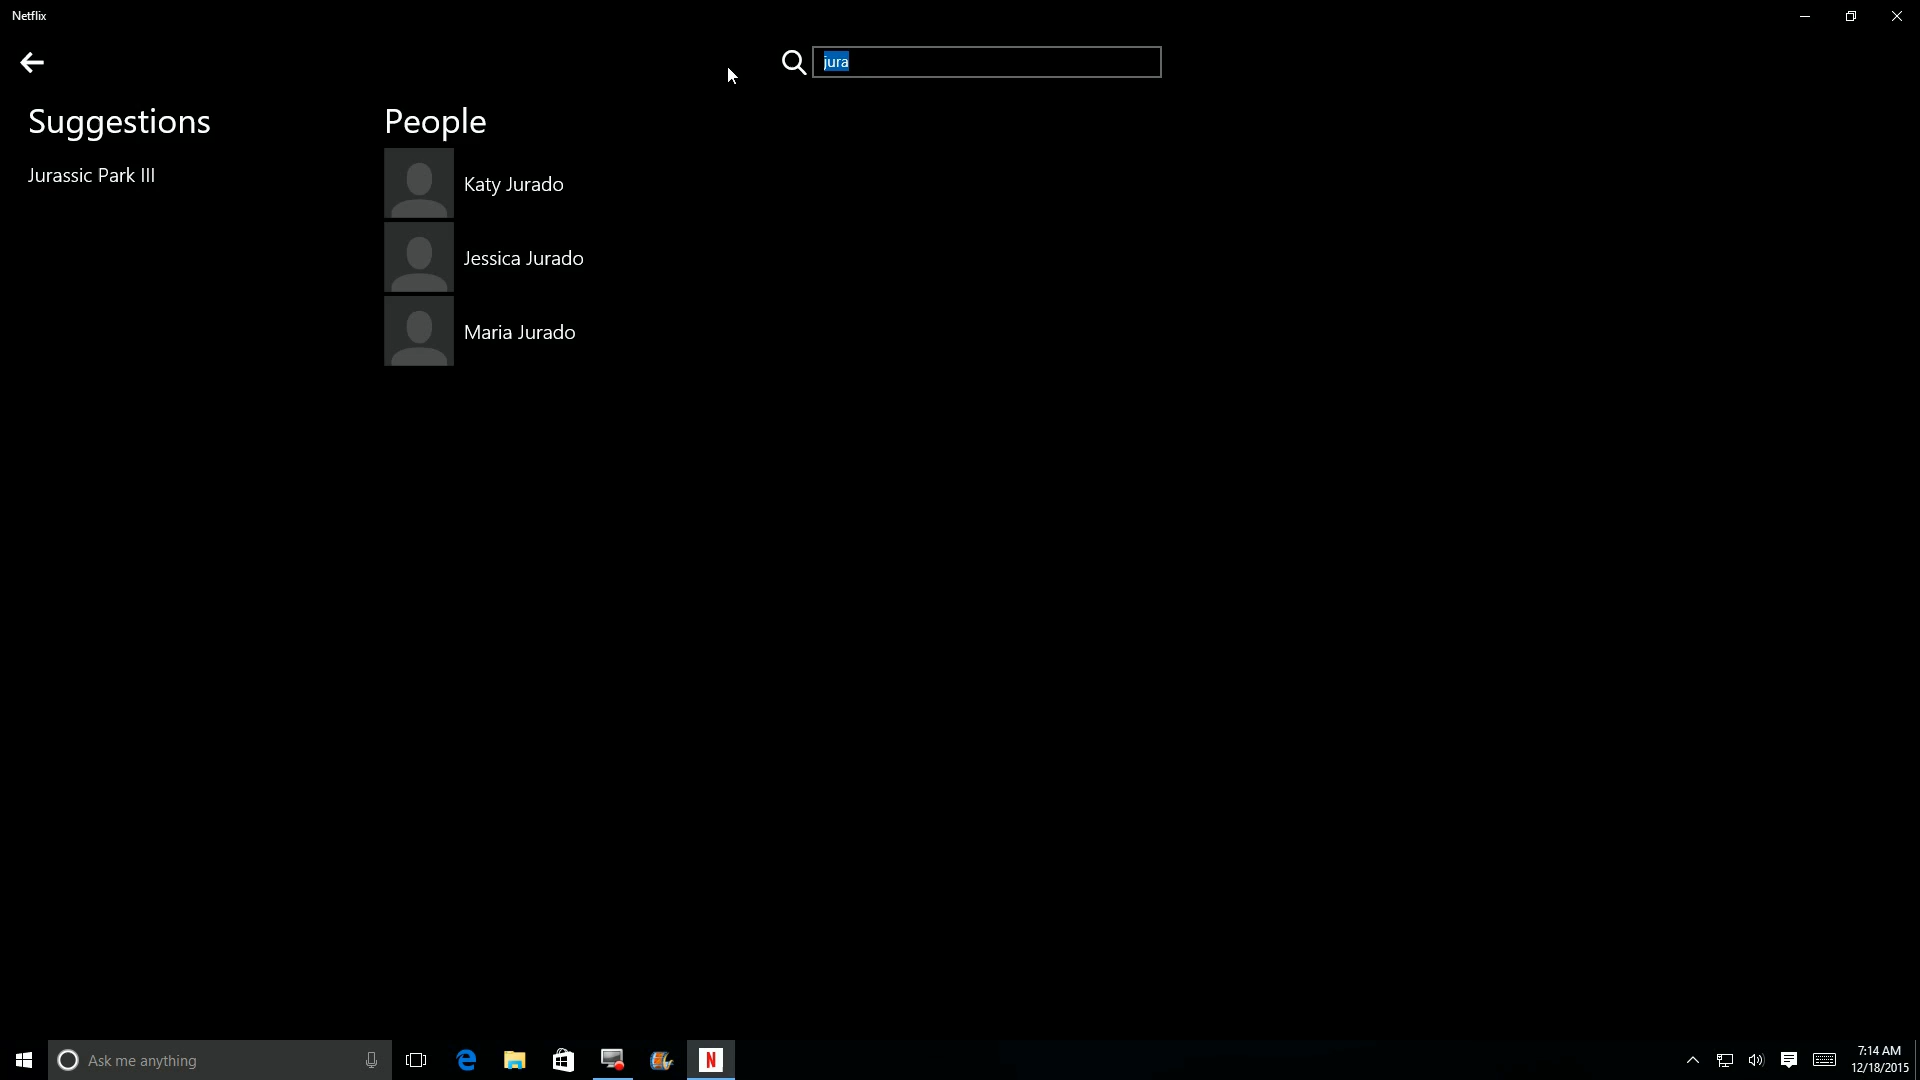 Netflix
jura
Suggestions
Jurassic Park III
People
Katy Jurado
Jessica Jurado
Maria Jurado
Ask me anything
N
7:14 AM
12/18/2015